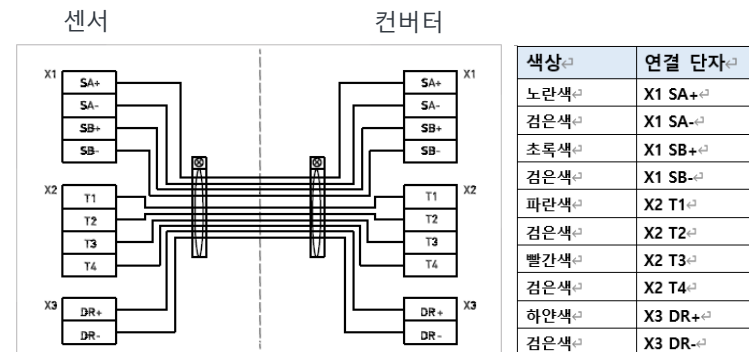 센서 컨버터
X1 X1
SA+ SA+
SA- SA-
SB+ SB+
SB- SB-
X2 X2
T1 T1
T2 T2
T3 T3
T4 T4
X3 X3
DR+ DR+
DR- DR-
색상 연결 단자
노란색 X1 SA+
검은색 X1 SA-
초록색 X1 SB+
검은색 X1 SB-
파란색 X2 T1
검은색 X2 T2
빨간색 X2 T3
검은색 X2 T4
하얀색 X3 DR+
검은색 X3 DR-